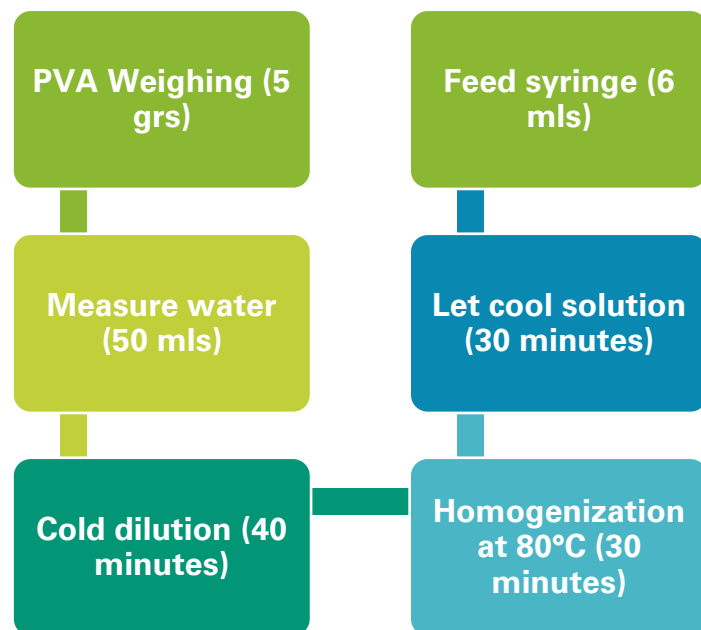 PVA Weighing (5
grs)
Measure water
(50 mls)
Cold dilution (40
minutes)
Homogenization
at 80°C (30
minutes)
Let cool solution
(30 minutes)
Feed syringe (6
mls)